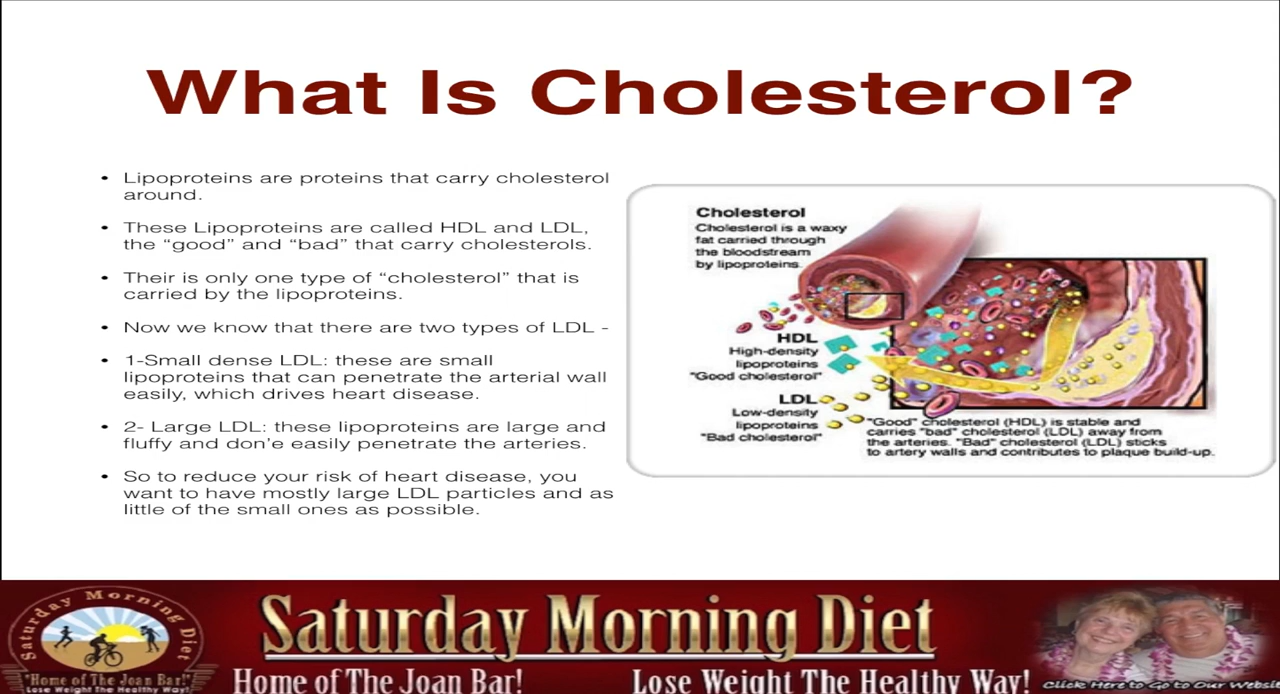 What Is Cholesterol?
• Lipoproteins are proteins that carry cholesterol
around.
• These Lipoproteins are called HDL and LDL,
the “good” and “bad” that carry cholesterols.
• Their is only one type of “cholesterol” that is
carried by the lipoproteins.
• Now we know that there are two types of LDL -
• 1-Small dense LDL: these are small
lipoproteins that can penetrate the arterial wall
easily, which drives heart disease.
• 2- Large LDL: these lipoproteins are large and
fluffy and don’e easily penetrate the arteries.
• So to reduce your risk of heart disease, you
want to have mostly large LDL particles and as
little of the small ones as possible.
Cholesterol
Cholesterol is a waxy
fat carried through
the bloodstream
by lipoproteins.
HDL
High-density
lipoproteins
"Good cholesterol"
LDL
Low-density
lipoproteins
"Bad cholesterol"
"Good" cholesterol (HDL) is stable and
carries "bad" cholesterol (LDL) away from
the arteries. "Bad" cholesterol (LDL) sticks
to artery walls and contributes to plaque build-up.
Saturday Morning Diet
"Home of The Joan Bar!"
Lose Weight The Healthy Way!
Saturday Morning Diet
Home of The Joan Bar!
Lose Weight The Healthy Way!
Click Here to Go to Our Websit